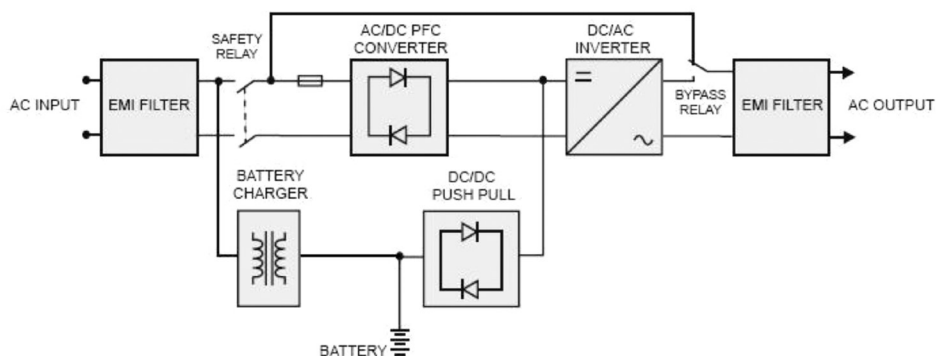 SAFETY
RELAY
AC/DC PFC
CONVERTER
DC/AC
INVERTER
AC INPUT
EMI FILTER
BYPASS
RELAY
EMI FILTER
AC OUTPUT
BATTERY
CHARGER
DC/DC
PUSH PULL
BATTERY